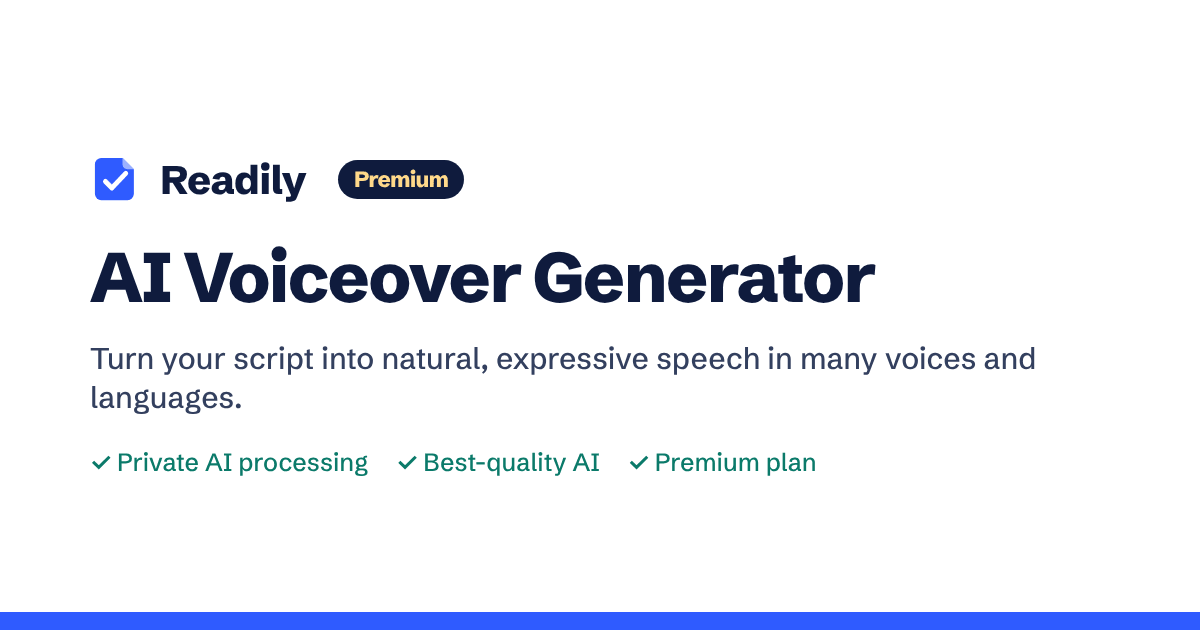 Readily Premium
AI Voiceover Generator
Turn your script into natural, expressive speech in many voices and
languages.
✓ Private AI processing ✓ Best-quality AI ✓ Premium plan